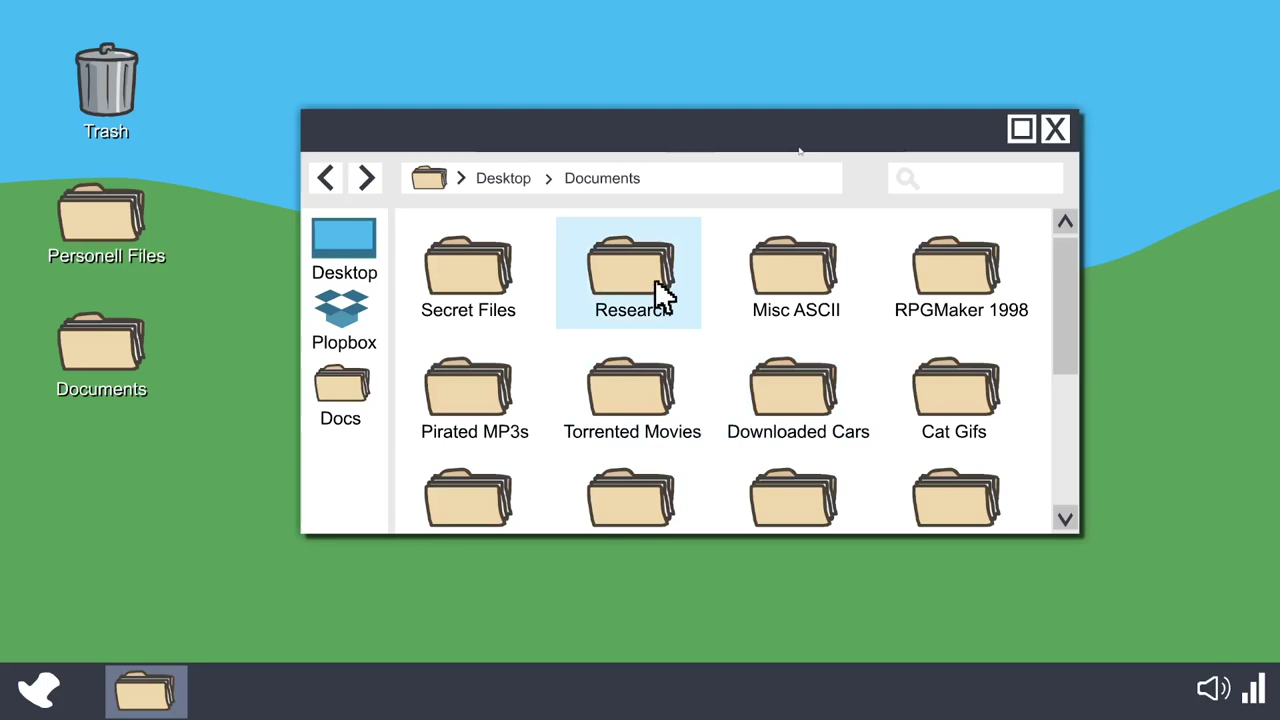 Trash
Personell Files
Documents
Desktop
Documents
Desktop
Plopbox
Docs
Secret Files
Research
Misc ASCII
RPGMaker 1998
Pirated MP3s
Torrented Movies
Downloaded Cars
Cat Gifs